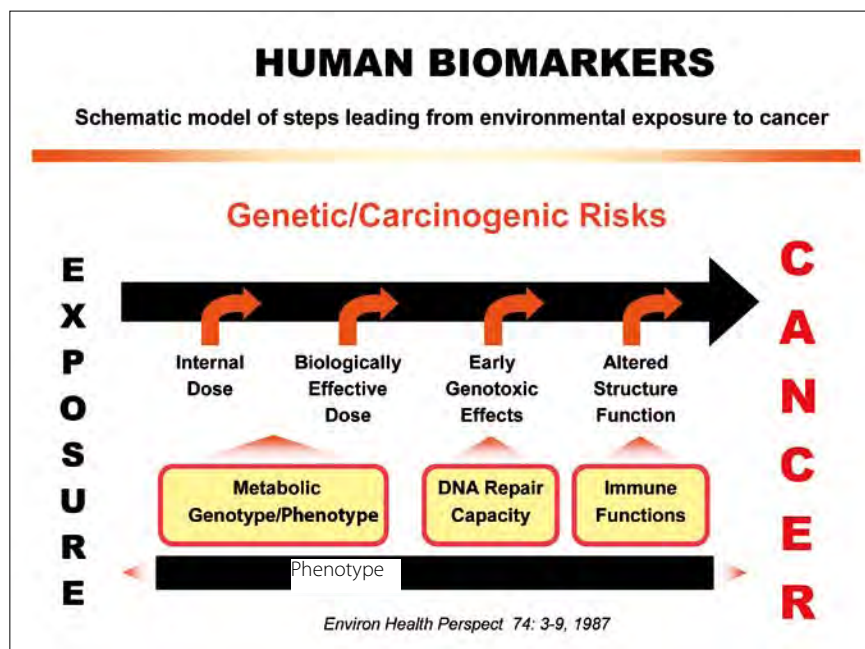 HUMAN BIOMARKERS
Schematic model of steps leading from environmental exposure to cancer
Genetic/Carcinogenic Risks
EXPOSURE
Internal
Dose
Biologically
Effective
Dose
Early
Genotoxic
Effects
Altered
Structure
Function
Metabolic
Genotype/Phenotype
DNA Repair
Capacity
Immune
Functions
Phenotype
CANCER
Environ Health Perspect 74: 3-9, 1987